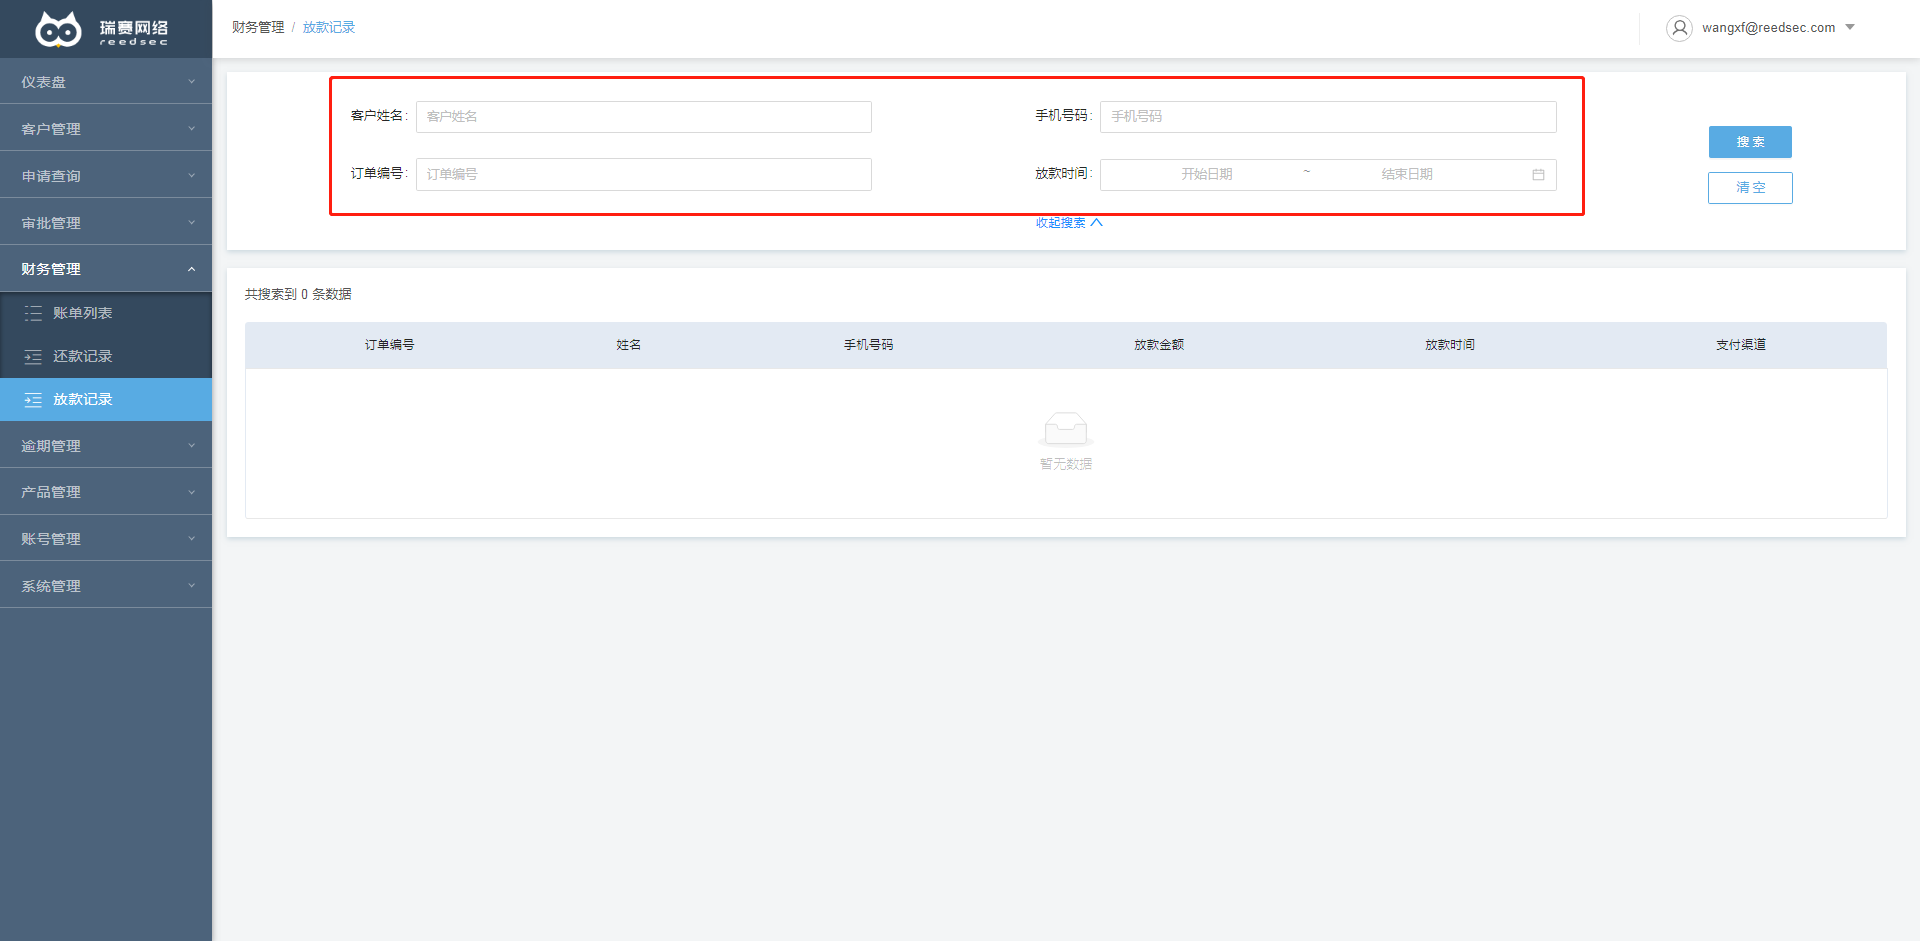 瑞赛网络
reedsec
财务管理 / 放款记录
wangxf@reedsec.com
仪表盘
客户管理
申请查询
审批管理
财务管理
账单列表
还款记录
放款记录
逾期管理
产品管理
账号管理
系统管理
客户姓名: 客户姓名
手机号码: 手机号码
订单编号: 订单编号
放款时间: 开始日期 ~ 结束日期
搜 索
清 空
收起搜索
共搜索到 0 条数据
订单编号 姓名 手机号码 放款金额 放款时间 支付渠道
暂无数据